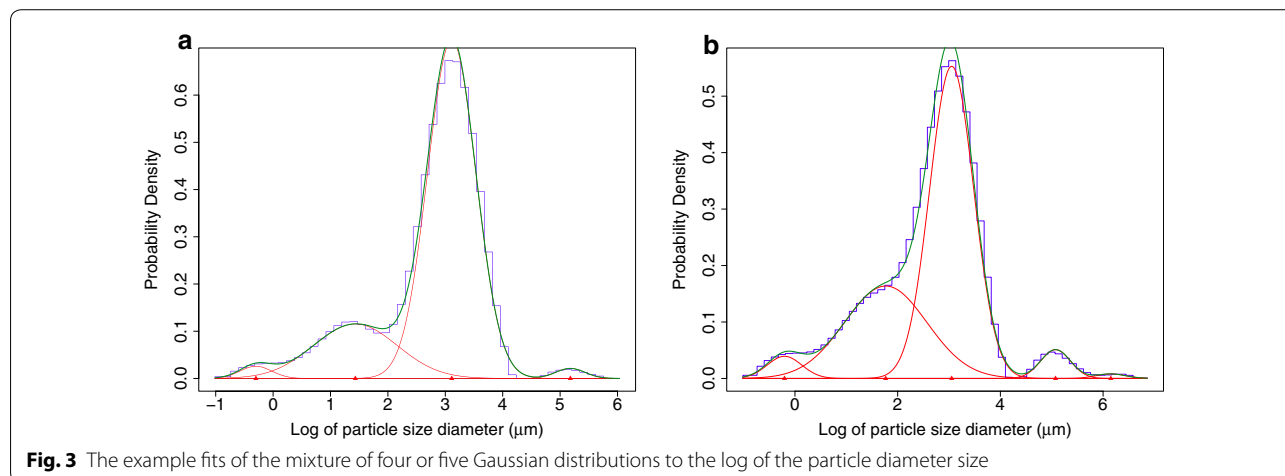 a
b
Probability Density
0.0 0.1 0.2 0.3 0.4 0.5 0.6
−1 0 1 2 3 4 5 6
Log of particle size diameter (μm)
Probability Density
0.0 0.1 0.2 0.3 0.4 0.5
0 2 4 6
Log of particle size diameter (μm)
Fig. 3 The example fits of the mixture of four or five Gaussian distributions to the log of the particle diameter size